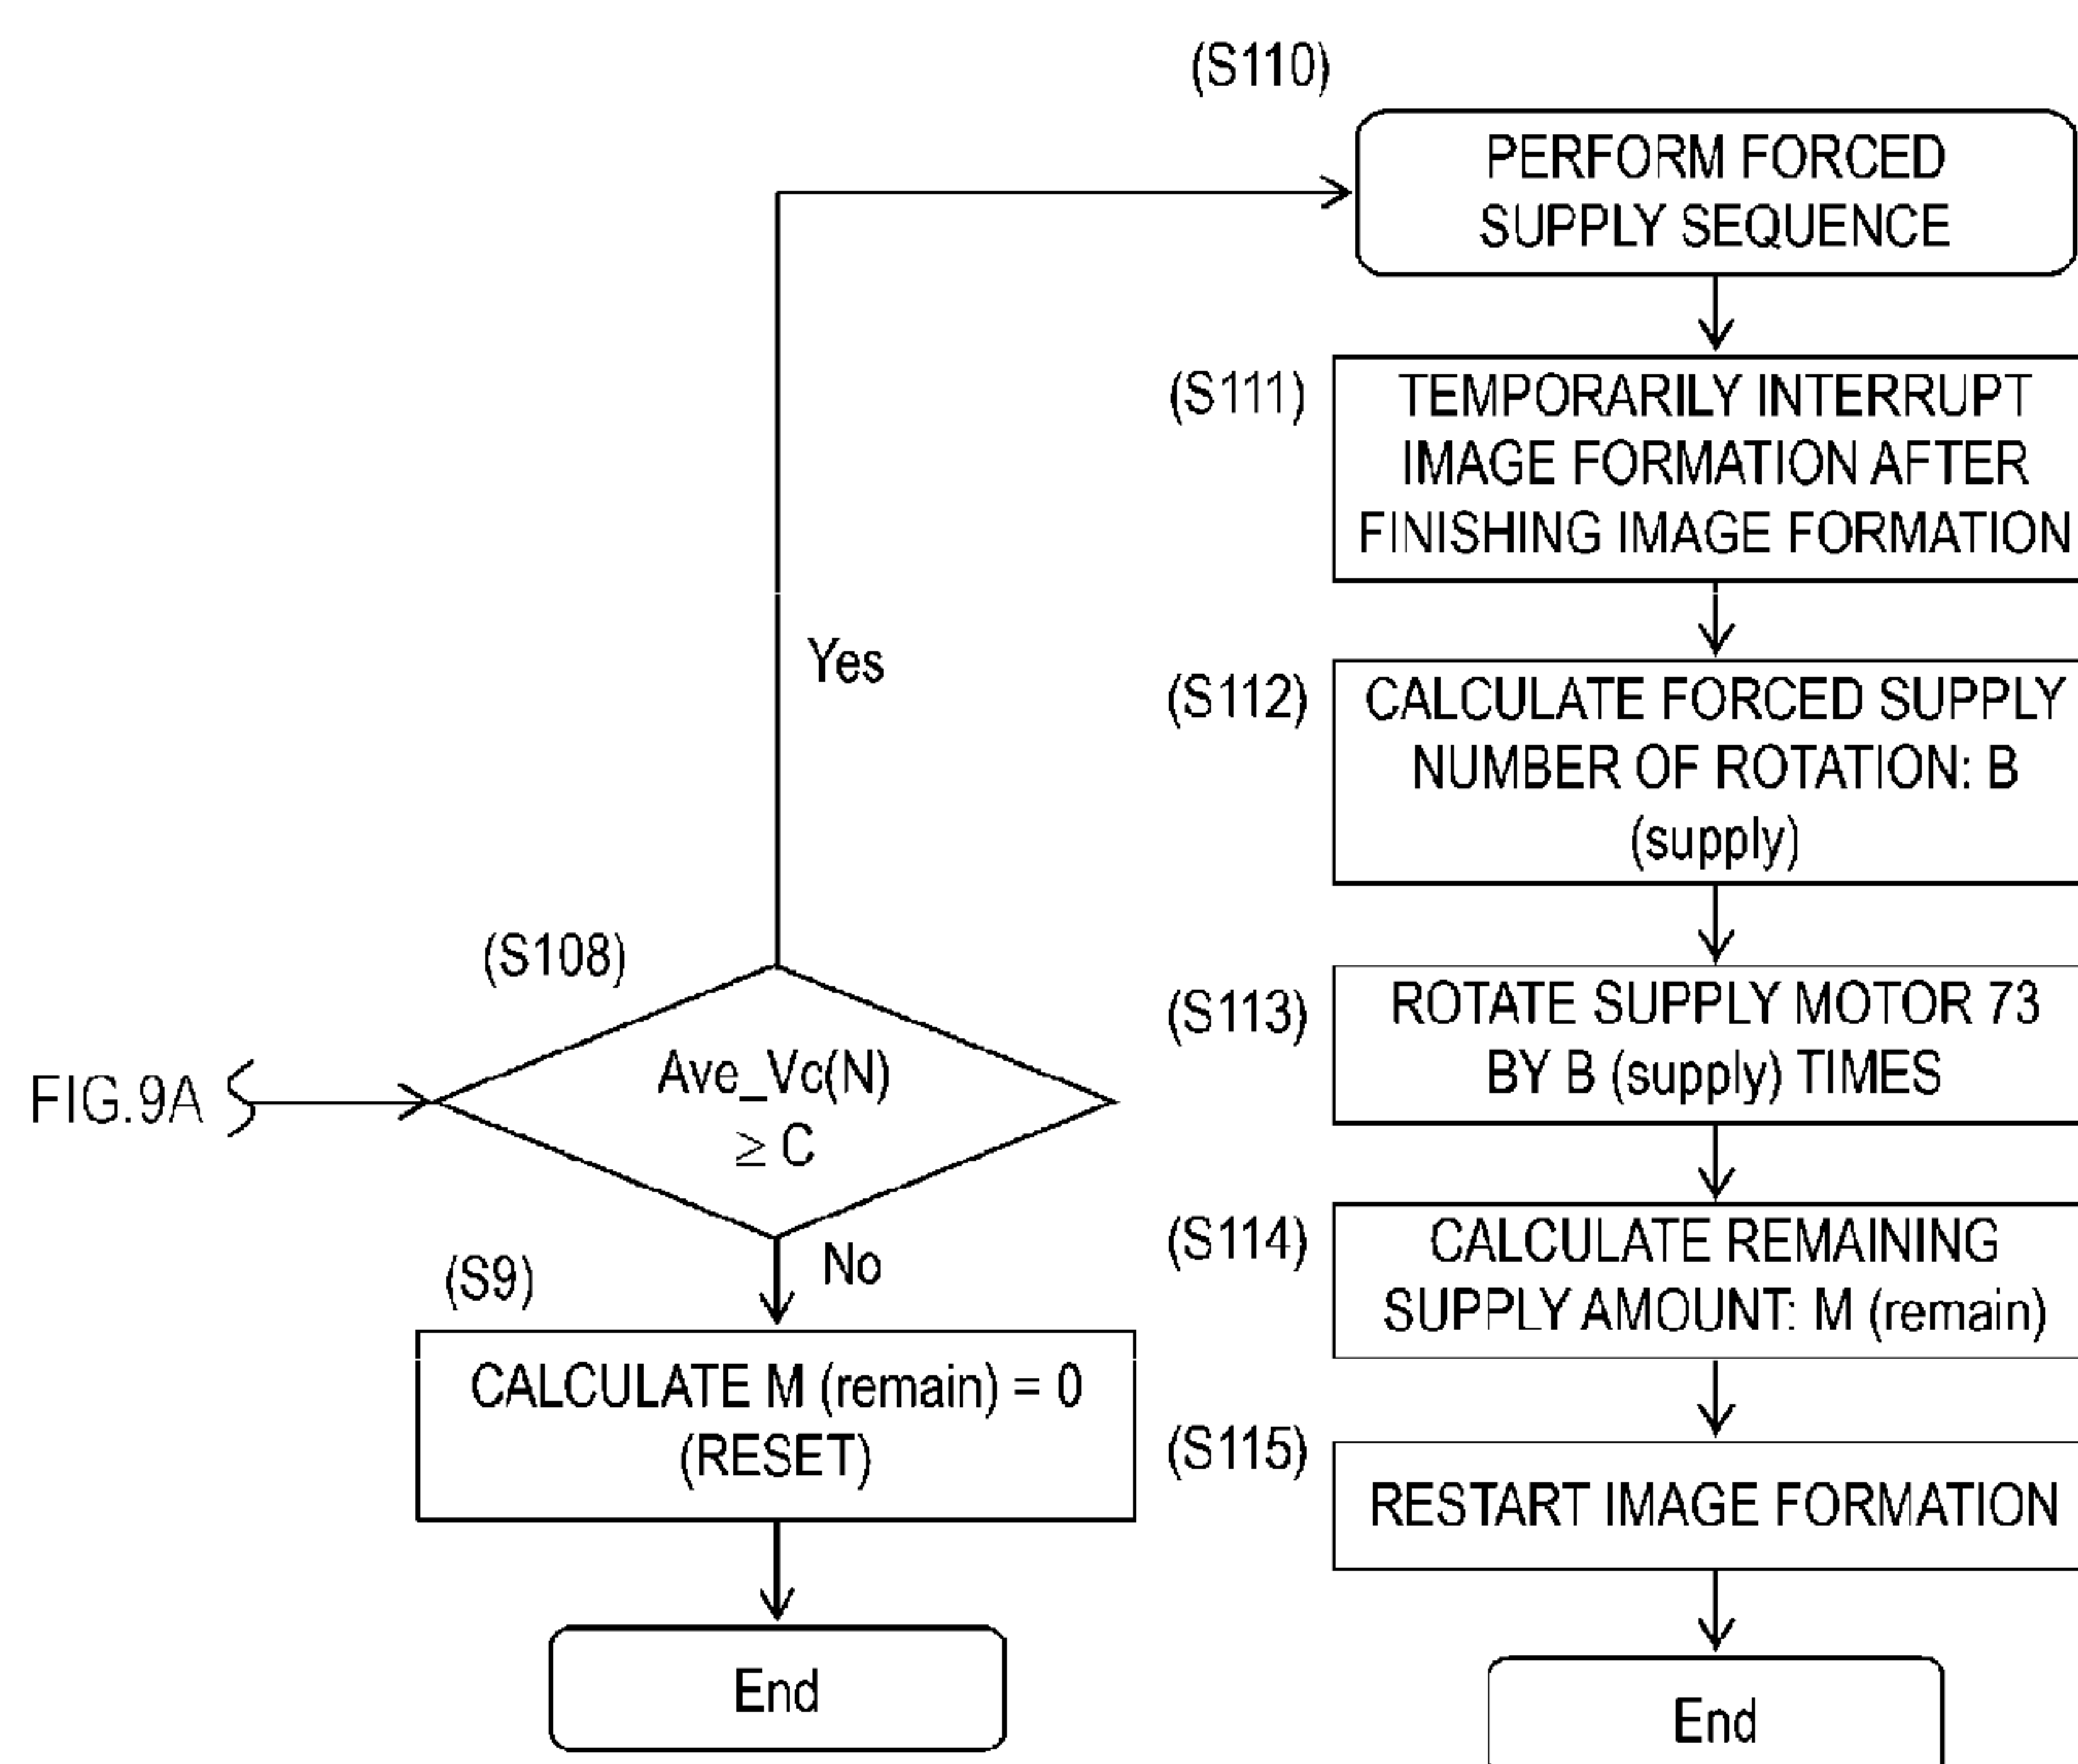 (S110)
PERFORM FORCED
SUPPLY SEQUENCE
(S111)
TEMPORARILY INTERRUPT
IMAGE FORMATION AFTER
FINISHING IMAGE FORMATION
Yes
(S112)
CALCULATE FORCED SUPPLY
NUMBER OF ROTATION: B
(supply)
(S108)
Ave_Vc(N)
≥ C
FIG.9A
(S113)
ROTATE SUPPLY MOTOR 73
BY B (supply) TIMES
No
(S9)
CALCULATE M (remain) = 0
(RESET)
End
(S114)
CALCULATE REMAINING
SUPPLY AMOUNT: M (remain)
(S115)
RESTART IMAGE FORMATION
End